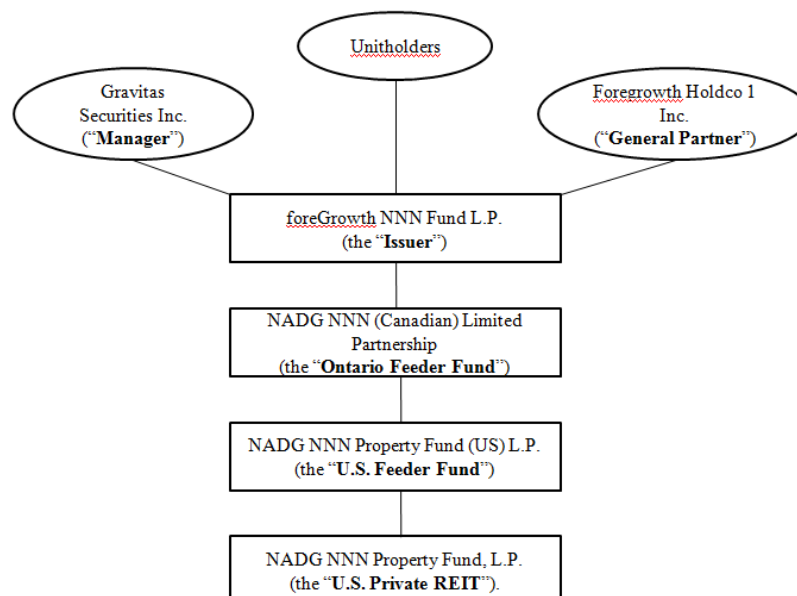 Unitholders
Gravitas
Securities Inc.
(“Manager”)
Foregrowth Holdco 1
Inc.
(“General Partner”)
foreGrowth NNN Fund L.P.
(the “Issuer”)
NADG NNN (Canadian) Limited
Partnership
(the “Ontario Feeder Fund”)
NADG NNN Property Fund (US) L.P.
(the “U.S. Feeder Fund”)
NADG NNN Property Fund, L.P.
(the “U.S. Private REIT”).